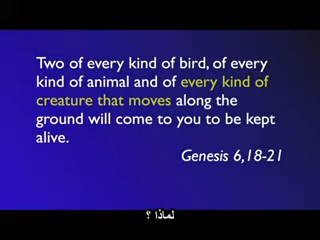 Two of every kind of bird, of every
kind of animal and of every kind of
creature that moves along the
ground will come to you to be kept
alive.
Genesis 6,18-21
لماذا ؟